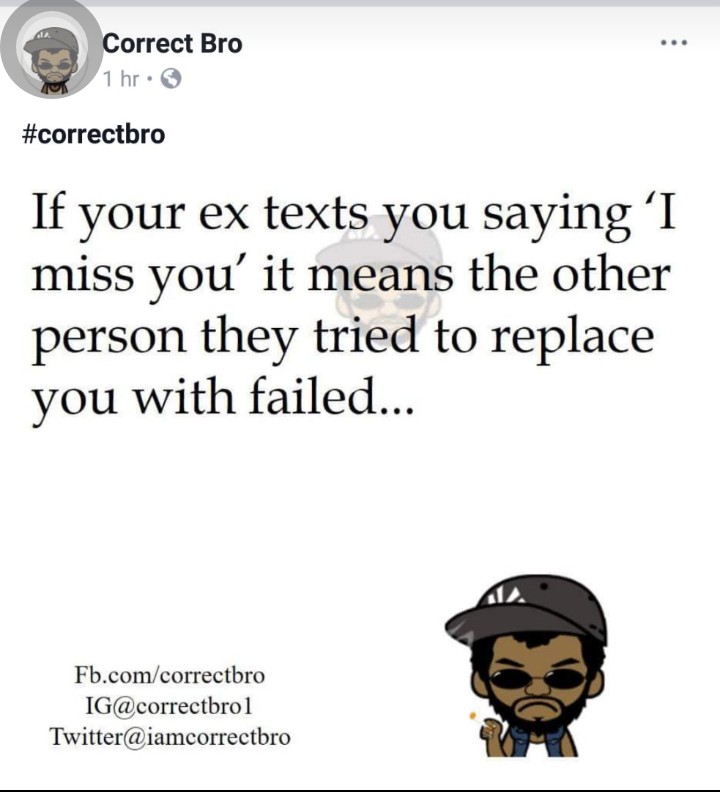 Correct Bro
1 hr •
#correctbro
If your ex texts you saying ‘I
miss you’ it means the other
person they tried to replace
you with failed...
Fb.com/correctbro
IG@correctbro1
Twitter@iamcorrectbro